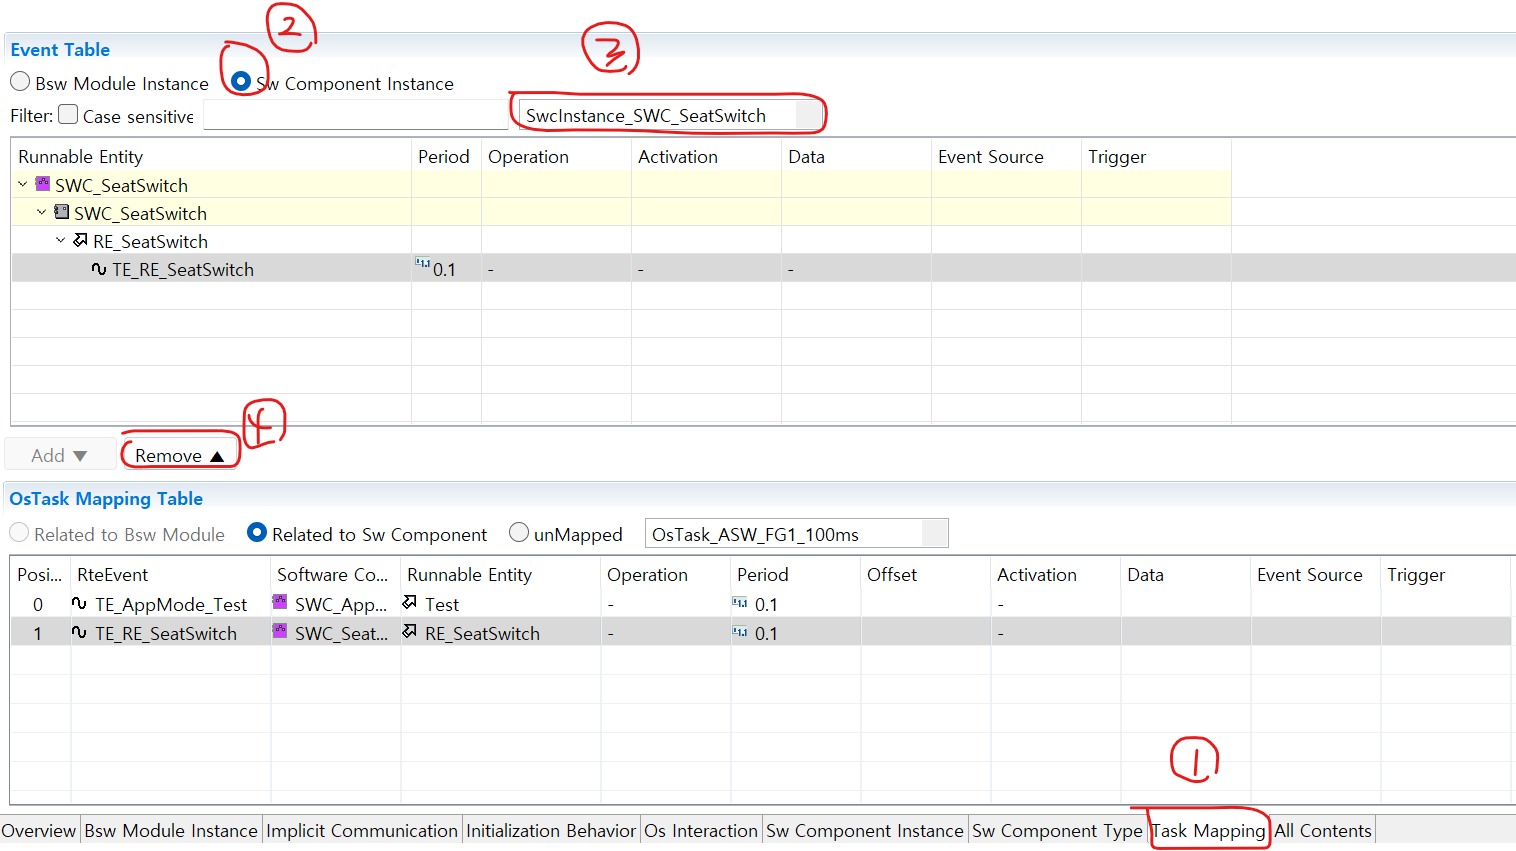 2
3
Event Table
Bsw Module Instance Sw Component Instance
Filter: Case sensitive SwcInstance_SWC_SeatSwitch
Runnable Entity Period Operation Activation Data Event Source Trigger
SWC_SeatSwitch
SWC_SeatSwitch
RE_SeatSwitch
TE_RE_SeatSwitch 0.1 - - -
4
Add ▼ Remove ▲
OsTask Mapping Table
Related to Bsw Module Related to Sw Component unMapped OsTask_ASW_FG1_100ms
Posi... RteEvent Software Co... Runnable Entity Operation Period Offset Activation Data Event Source Trigger
0 TE_AppMode_Test SWC_App... Test - 0.1 -
1 TE_RE_SeatSwitch SWC_Seat... RE_SeatSwitch - 0.1 -
1
Overview Bsw Module Instance Implicit Communication Initialization Behavior Os Interaction Sw Component Instance Sw Component Type Task Mapping All Contents